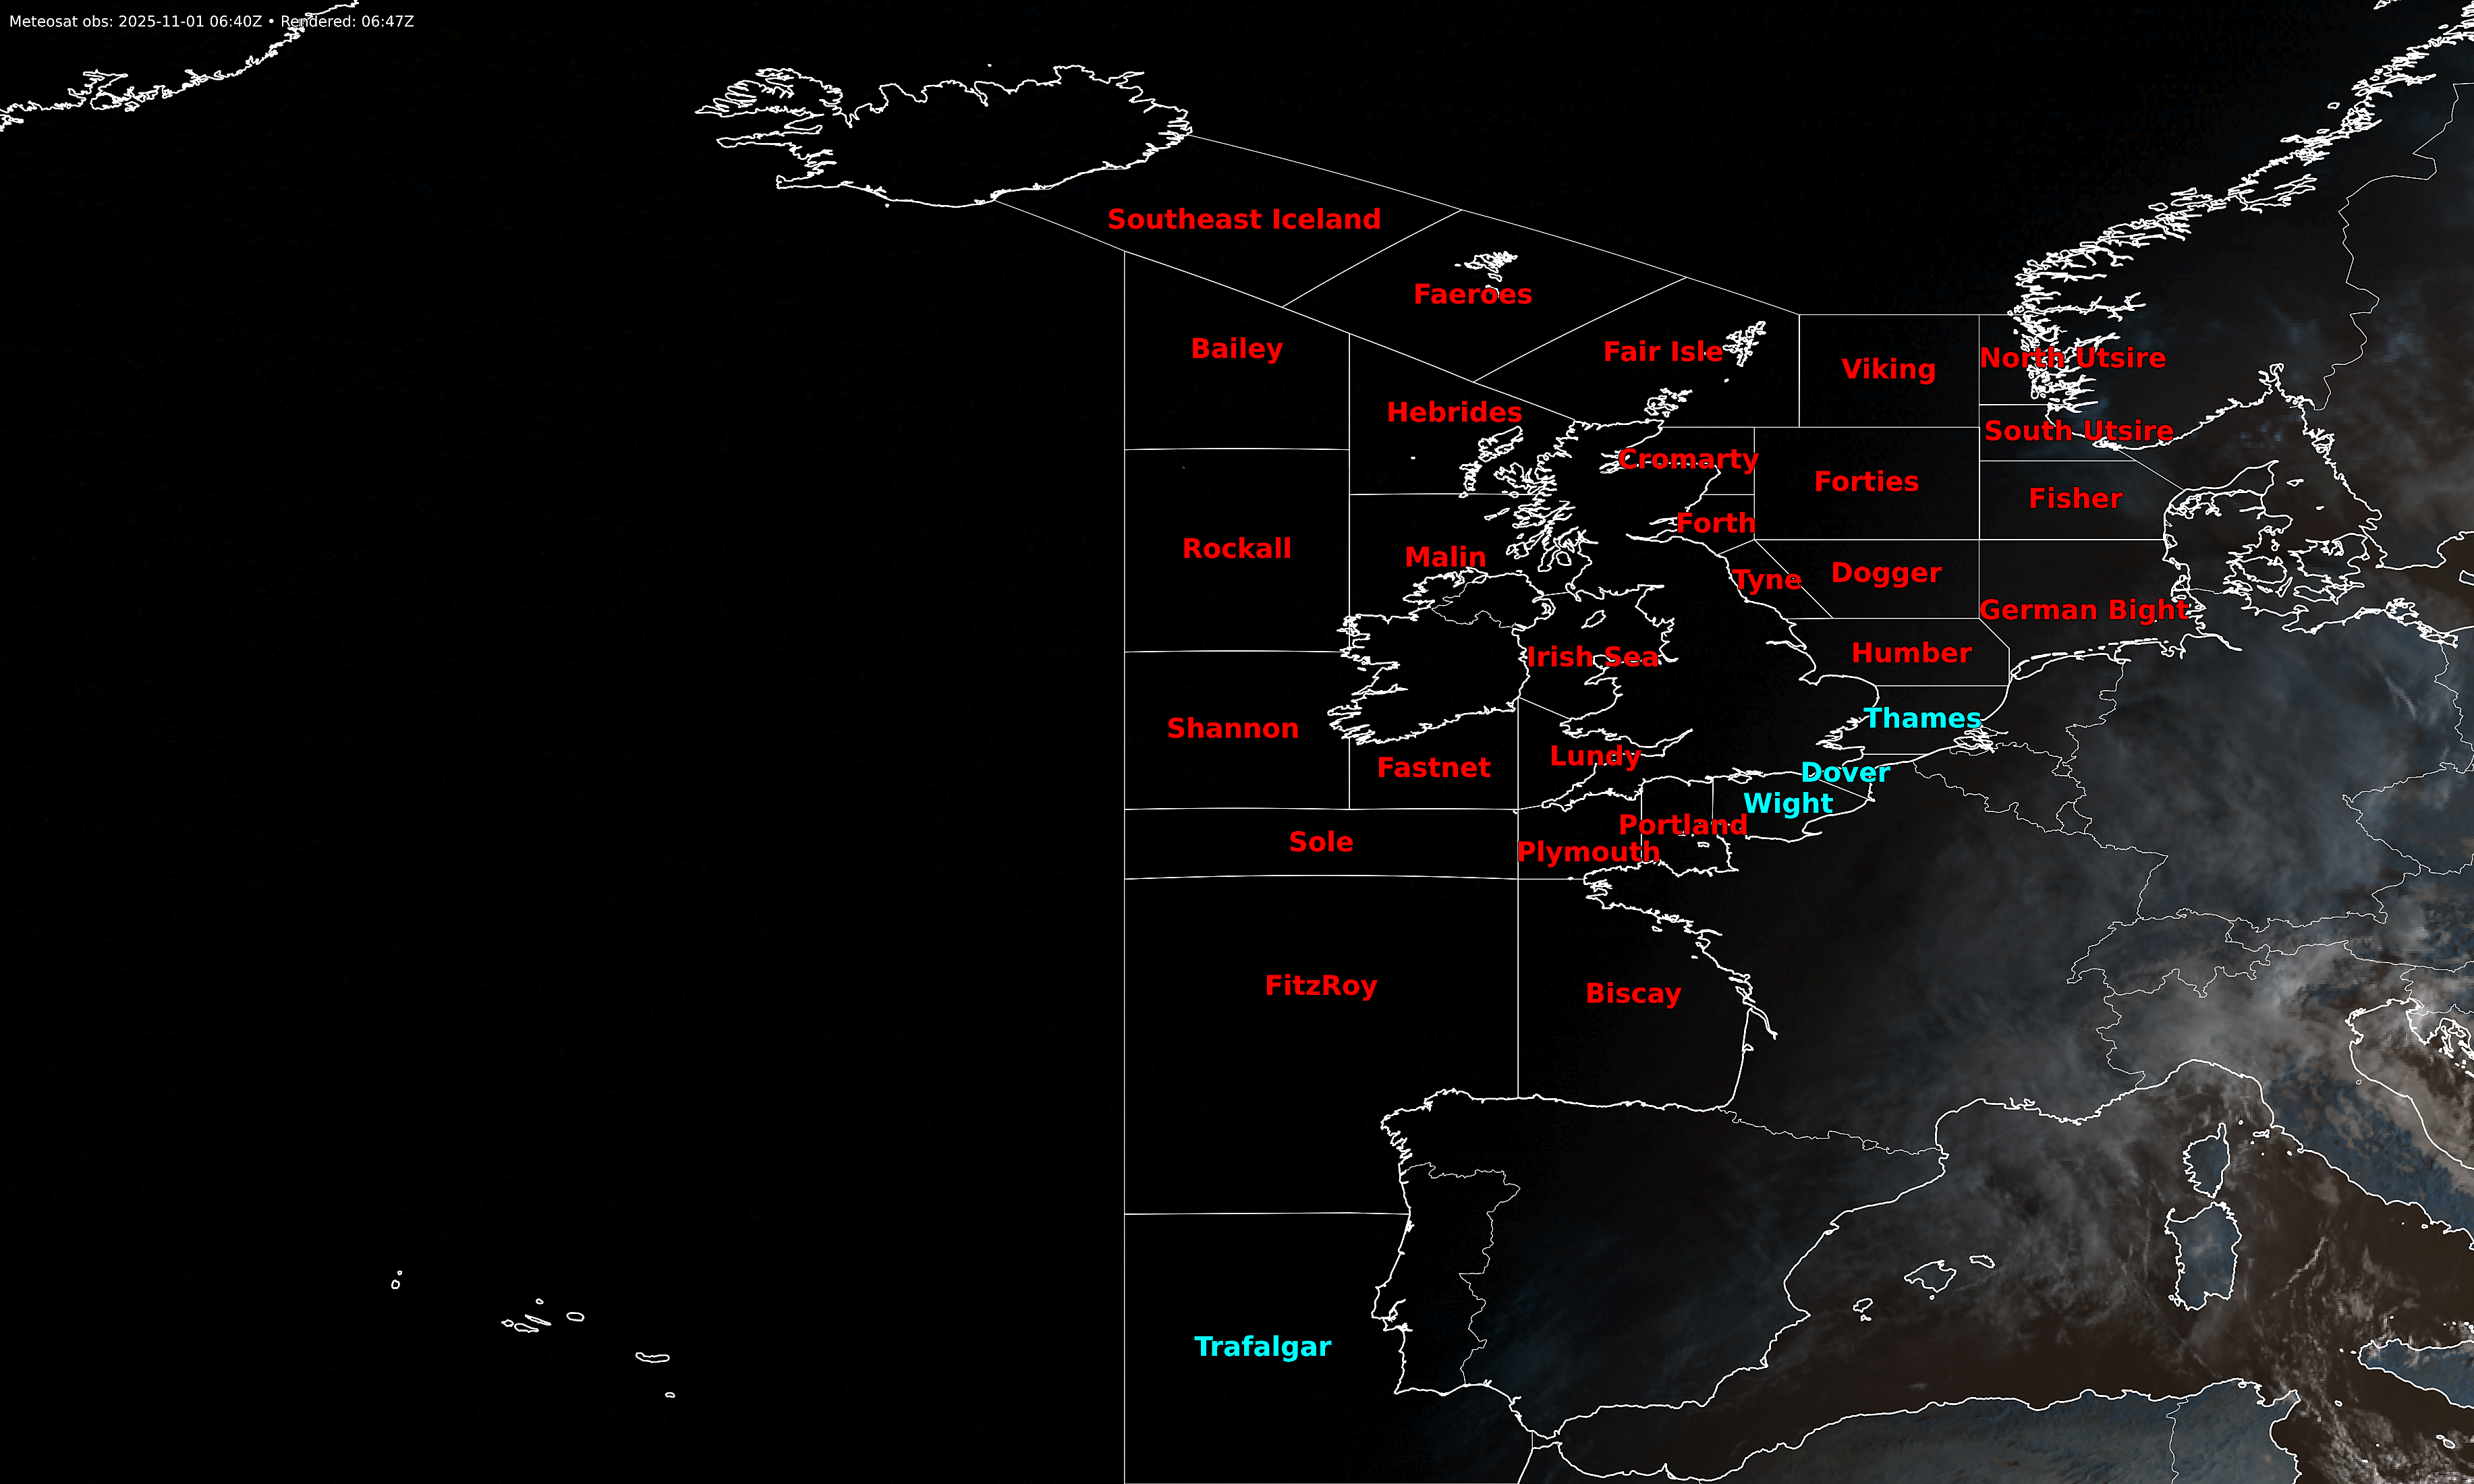 Meteosat obs: 2025-11-01 06:40Z • Rendered: 06:47Z
Southeast Iceland
Faeroes
Bailey
Fair Isle
North Utsire
Viking
Hebrides
South Utsire
Cromarty
Forties
Fisher
Forth
Rockall
Malin
Tyne
Dogger
German Bight
Humber
Irish Sea
Thames
Shannon
Lundy
Fastnet
Dover
Wight
Portland
Sole
Plymouth
FitzRoy
Biscay
Trafalgar